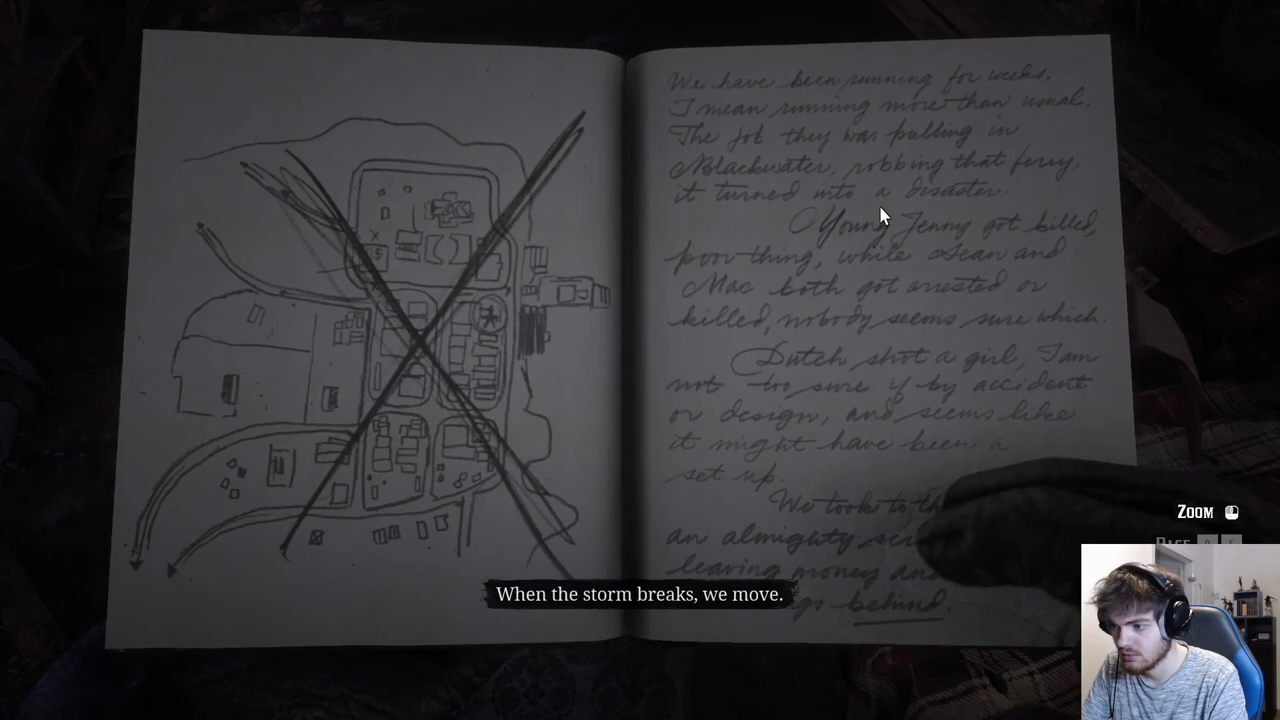 We have been running for weeks,
I mean running more than usual.
The job they was pulling in
Blackwater, robbing that ferry,
it turned into a disaster.
Young Jenny got killed,
poor thing, while Sean and
Mac both got arrested or
killed, nobody seems sure which.
Dutch shot a girl, I am
not too sure if by accident
or design, and seems like
it might have been a
set up.
We took to th
an almighty
leaving money and
behind.
When the storm breaks, we move.
ZOOM
X
$